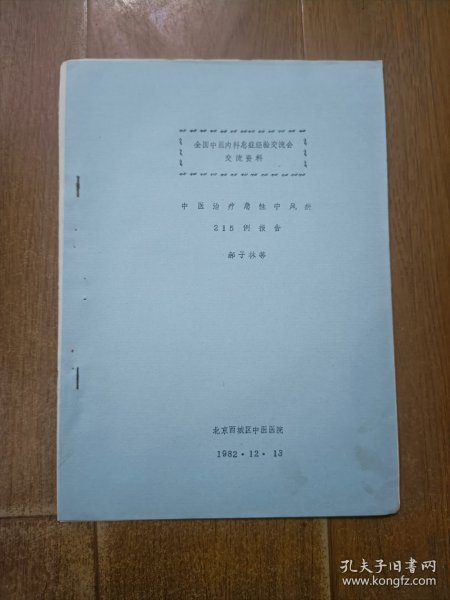 全国中医内科急症经验交流会
交流资料
中医治疗急性中风症
215例报告
郝子林等
北京西城区中医医院
1982·12·13
孔夫子旧书网
www.kongfz.com